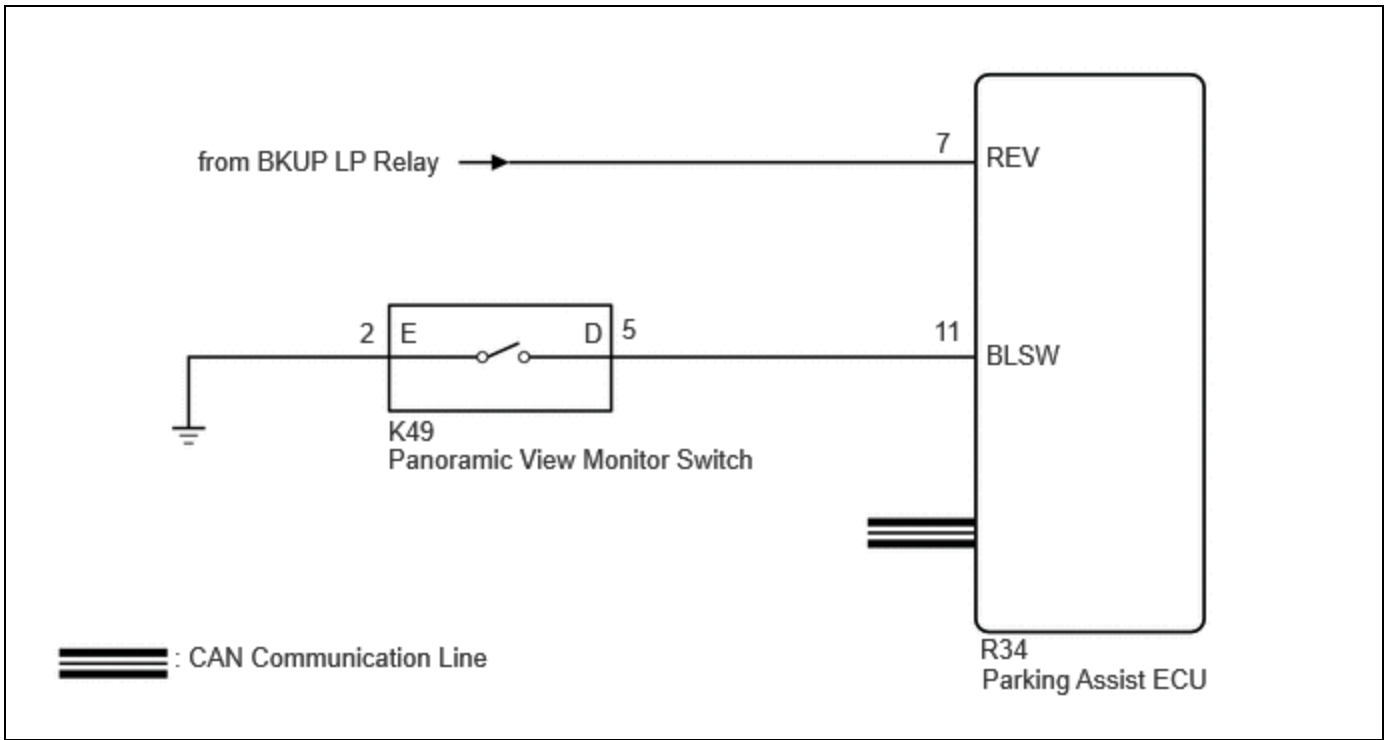 from BKUP LP Relay
7
REV
2
E
D
5
11
BLSW
K49
Panoramic View Monitor Switch
: CAN Communication Line
R34
Parking Assist ECU